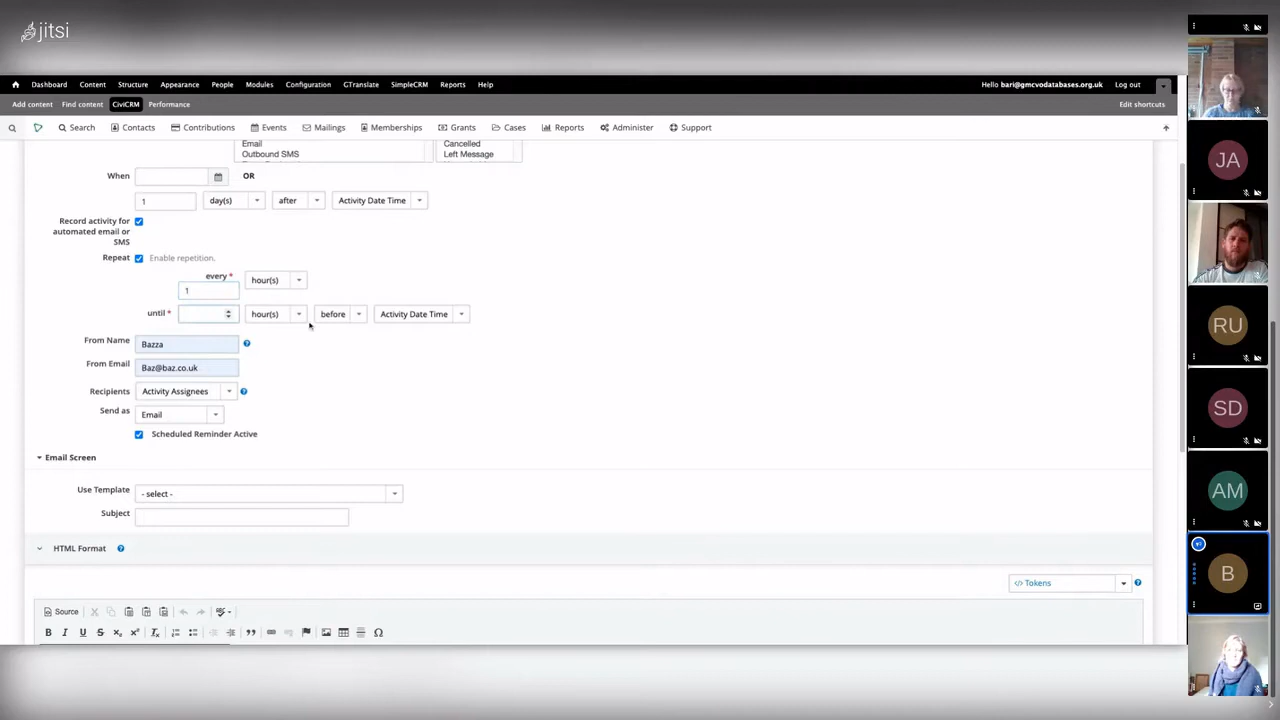 jitsi
Dashboard Content Structure Appearance People Modules Configuration GTranslate SimpleCRM Reports Help Hello bari@gmcvodatabases.org.uk Log out
Add content Find content CiviCRM Performance Edit shortcuts
Search Contacts Contributions Events Mailings Memberships Grants Cases Reports Administer Support
Email Cancelled
Outbound SMS Left Message
When OR
1 day(s) after Activity Date Time
Record activity for
automated email or
SMS
Repeat Enable repetition.
every * hour(s)
1
until * hour(s) before Activity Date Time
From Name Bazza
From Email Baz@baz.co.uk
Recipients Activity Assignees
Send as Email
Scheduled Reminder Active
Email Screen
Use Template - select -
Subject
HTML Format
</> Tokens
Source
B I U S x₂ x² Tx Ω
JA
RU
SD
AM
B